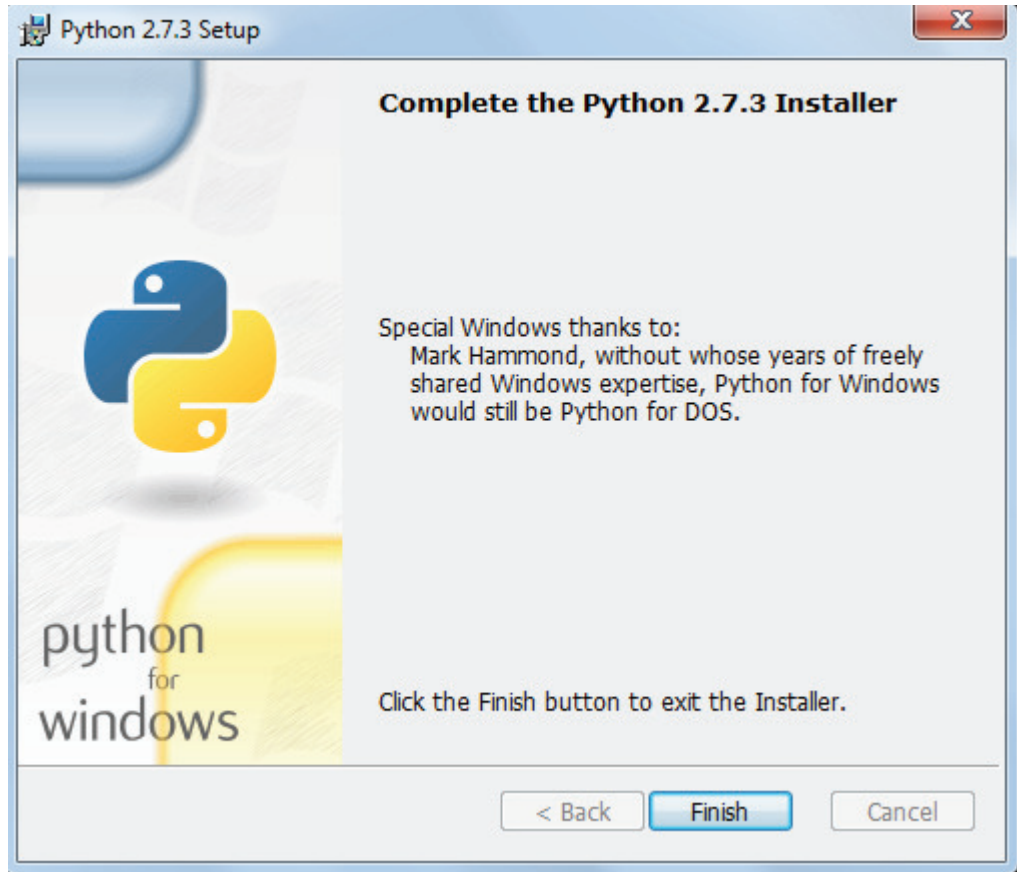 Python 2.7.3 Setup
Complete the Python 2.7.3 Installer
Special Windows thanks to:
Mark Hammond, without whose years of freely
shared Windows expertise, Python for Windows
would still be Python for DOS.
python
for
windows
Click the Finish button to exit the Installer.
< Back Finish Cancel